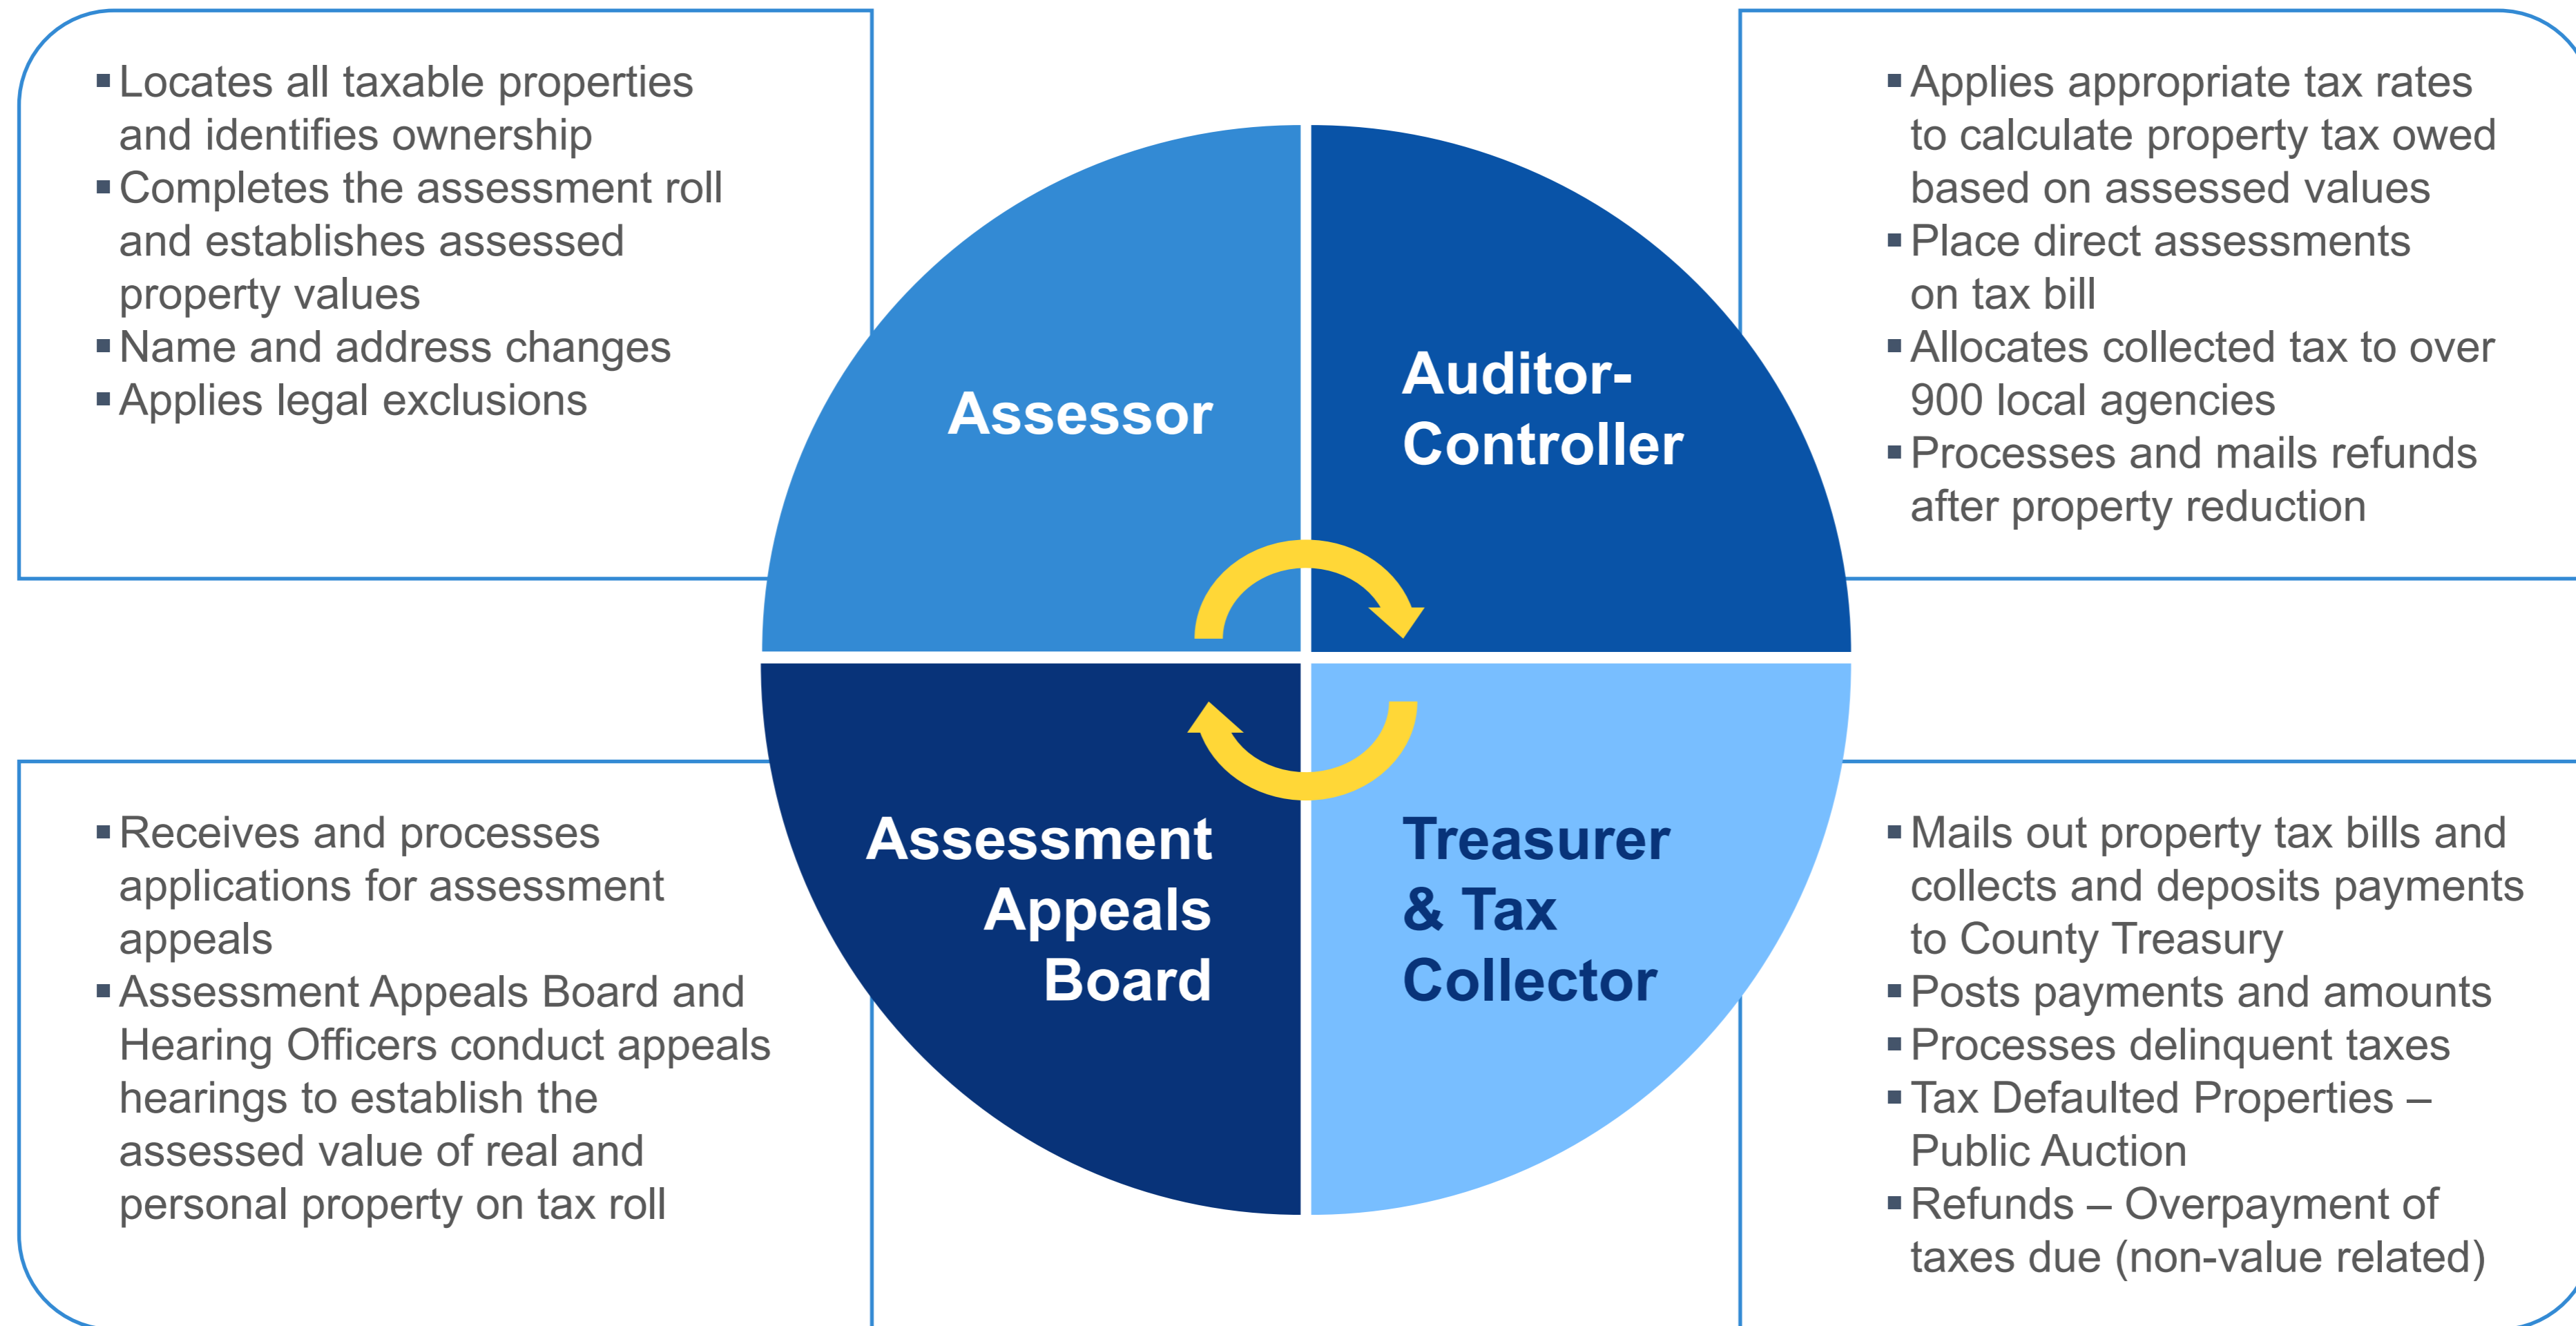 ▪Locates all taxable properties
and identifies ownership
▪Completes the assessment roll
and establishes assessed
property values
▪Name and address changes
▪Applies legal exclusions
Assessor
Auditor-
Controller
▪Applies appropriate tax rates
to calculate property tax owed
based on assessed values
▪Place direct assessments
on tax bill
▪Allocates collected tax to over
900 local agencies
▪Processes and mails refunds
after property reduction
▪Receives and processes
applications for assessment
appeals
▪Assessment Appeals Board and
Hearing Officers conduct appeals
hearings to establish the
assessed value of real and
personal property on tax roll
Assessment
Appeals
Board
Treasurer
& Tax
Collector
▪Mails out property tax bills and
collects and deposits payments
to County Treasury
▪Posts payments and amounts
▪Processes delinquent taxes
▪Tax Defaulted Properties –
Public Auction
▪Refunds – Overpayment of
taxes due (non-value related)